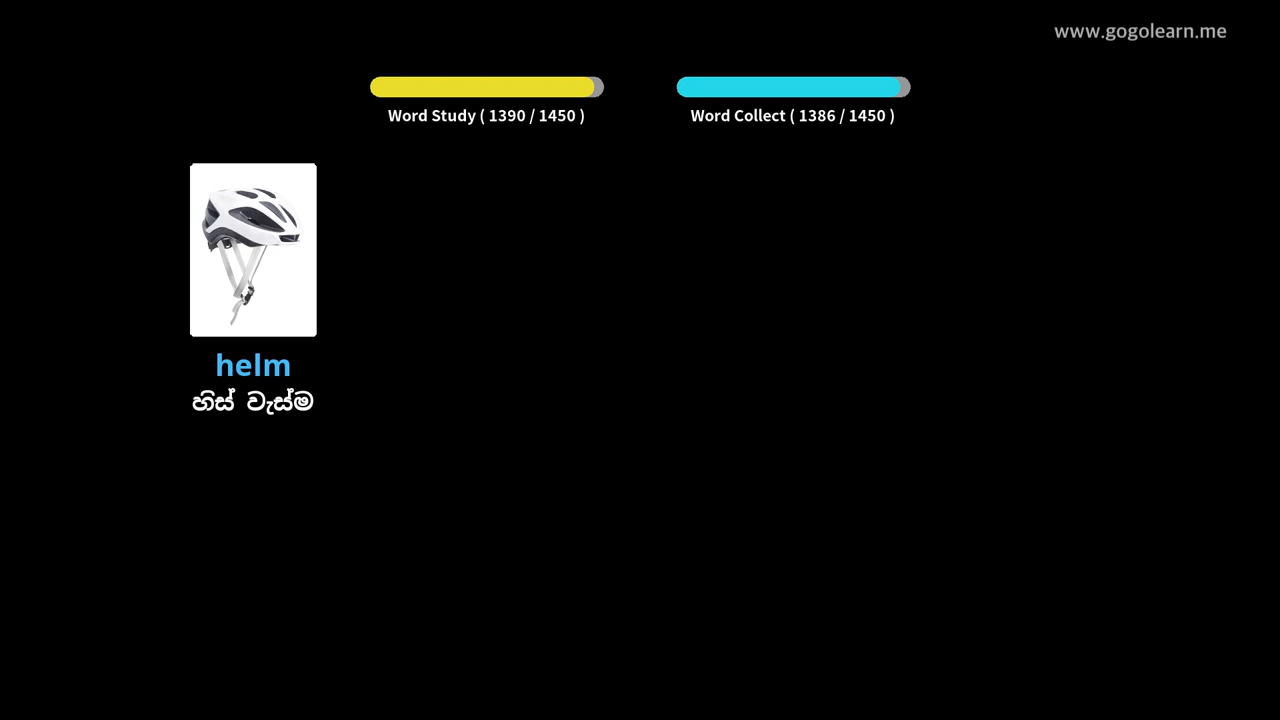 www.gogolearn.me
Word Study ( 1390 / 1450 )
Word Collect ( 1386 / 1450 )
helm
හිස් වැස්ම